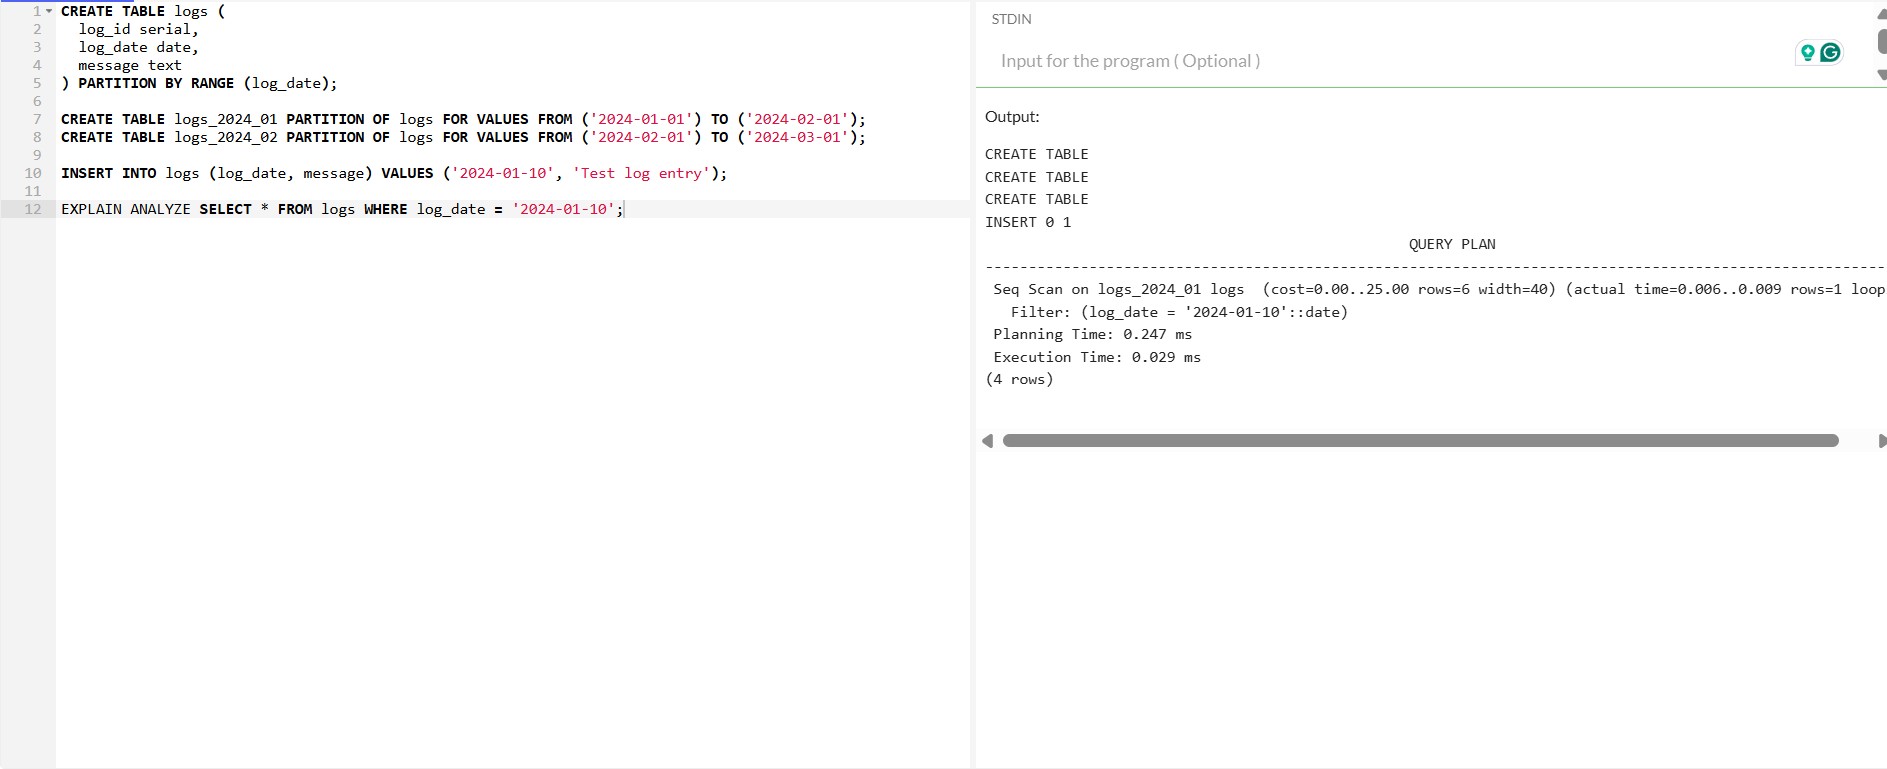 1 CREATE TABLE logs (
2   log_id serial,
3   log_date date,
4   message text
5 ) PARTITION BY RANGE (log_date);
6
7 CREATE TABLE logs_2024_01 PARTITION OF logs FOR VALUES FROM ('2024-01-01') TO ('2024-02-01');
8 CREATE TABLE logs_2024_02 PARTITION OF logs FOR VALUES FROM ('2024-02-01') TO ('2024-03-01');
9
10 INSERT INTO logs (log_date, message) VALUES ('2024-01-10', 'Test log entry');
11
12 EXPLAIN ANALYZE SELECT * FROM logs WHERE log_date = '2024-01-10';
STDIN
Input for the program ( Optional )
Output:
CREATE TABLE
CREATE TABLE
CREATE TABLE
INSERT 0 1
QUERY PLAN
--------------------------------------------------------------------------------------------------------
Seq Scan on logs_2024_01 logs  (cost=0.00..25.00 rows=6 width=40) (actual time=0.006..0.009 rows=1 loop
  Filter: (log_date = '2024-01-10'::date)
Planning Time: 0.247 ms
Execution Time: 0.029 ms
(4 rows)